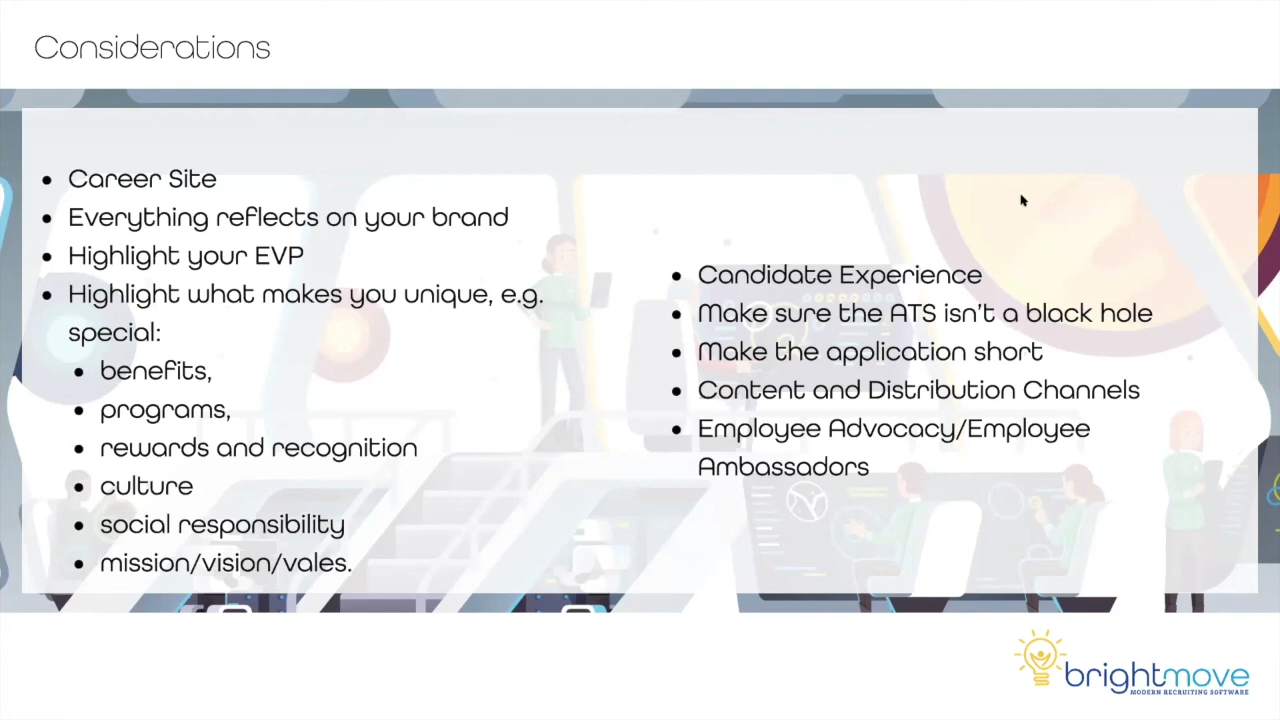 Considerations
Career Site
Everything reflects on your brand
Highlight your EVP
Highlight what makes you unique, e.g.
special:
benefits,
programs,
rewards and recognition
culture
social responsibility
mission/vision/vales.
Candidate Experience
Make sure the ATS isn't a black hole
Make the application short
Content and Distribution Channels
Employee Advocacy/Employee
Ambassadors
brightmove
MODERN RECRUITING SOFTWARE